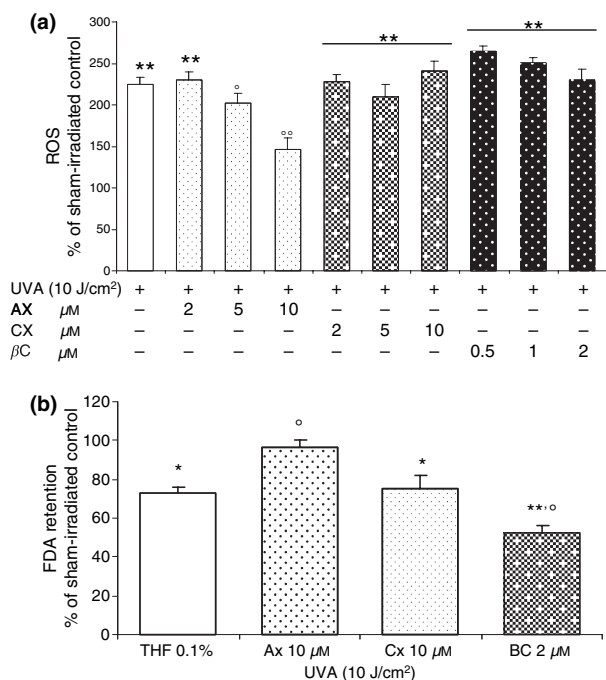 (a)
300
250
200
150
100
50
0
ROS
% of sham-irradiated control
** ** ° °° ** **
UVA (10 J/cm²) + + + + + + + + + +
AX μM – 2 5 10 – – – – – –
CX μM – – – – 2 5 10 – – –
βC μM – – – – – – – 0.5 1 2
(b)
120
100
80
60
40
20
0
FDA retention
% of sham-irradiated control
* ° * **,°
THF 0.1% Ax 10 μM Cx 10 μM BC 2 μM
UVA (10 J/cm²)